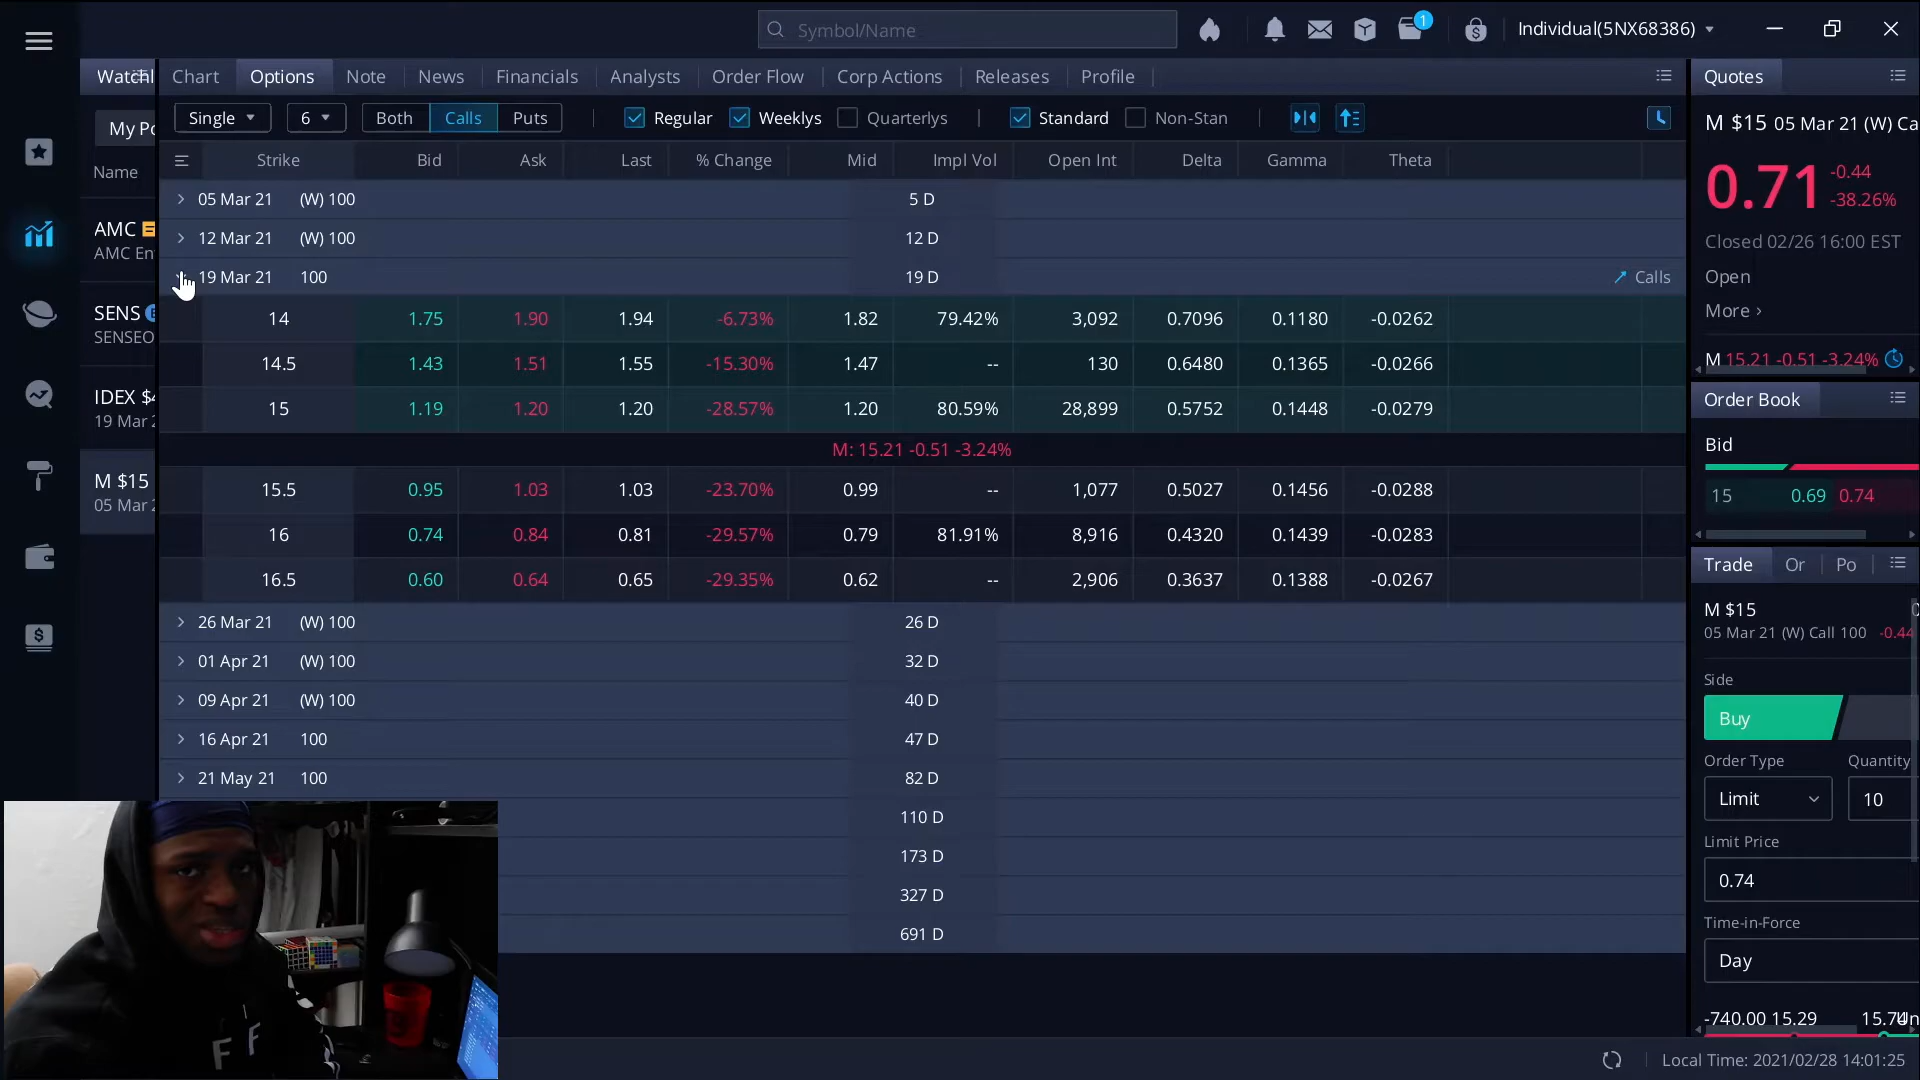 Symbol/Name
1
Individual(5NX68386)
Chart Options Note News Financials Analysts Order Flow Corp Actions Releases Profile
Quotes
Single 6 Both Calls Puts Regular Weeklys Quarterlys Standard Non-Stan
My Po
Name
AMC
AMC En
SENS
SENSEO
IDEX $4
19 Mar 2
M $15
05 Mar 2
Strike Bid Ask Last % Change Mid Impl Vol Open Int Delta Gamma Theta
05 Mar 21 (W) 100 5 D
12 Mar 21 (W) 100 12 D
19 Mar 21 100 19 D Calls
14 1.75 1.90 1.94 -6.73% 1.82 79.42% 3,092 0.7096 0.1180 -0.0262
14.5 1.43 1.51 1.55 -15.30% 1.47 -- 130 0.6480 0.1365 -0.0266
15 1.19 1.20 1.20 -28.57% 1.20 80.59% 28,899 0.5752 0.1448 -0.0279
M: 15.21 -0.51 -3.24%
15.5 0.95 1.03 1.03 -23.70% 0.99 -- 1,077 0.5027 0.1456 -0.0288
16 0.74 0.84 0.81 -29.57% 0.79 81.91% 8,916 0.4320 0.1439 -0.0283
16.5 0.60 0.64 0.65 -29.35% 0.62 -- 2,906 0.3637 0.1388 -0.0267
26 Mar 21 (W) 100 26 D
01 Apr 21 (W) 100 32 D
09 Apr 21 (W) 100 40 D
16 Apr 21 100 47 D
21 May 21 100 82 D
110 D
173 D
327 D
691 D
M $15 05 Mar 21 (W) Ca
0.71 -0.44
-38.26%
Closed 02/26 16:00 EST
Open
More ›
M 15.21 -0.51 -3.24%
Order Book
Bid
15 0.69 0.74
Trade Or Po
M $15
05 Mar 21 (W) Call 100 -0.44
Side
Buy
Order Type Quantity
Limit 10
Limit Price
0.74
Time-in-Force
Day
-740.00 15.29 15.74
Local Time: 2021/02/28 14:01:25
F F